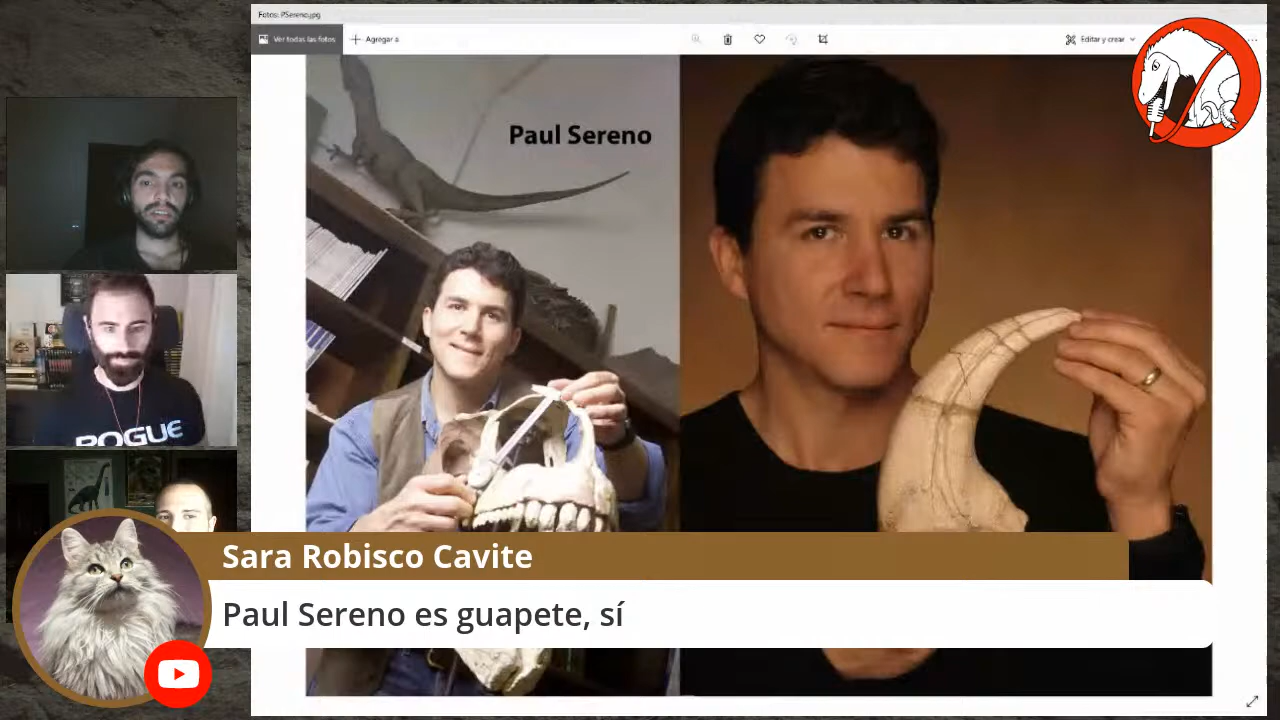 Fotos: PSereno.jpg
Ver todas las fotos
Agregar a
Editar y crear
Paul Sereno
ROGUE
Sara Robisco Cavite
Paul Sereno es guapete, sí